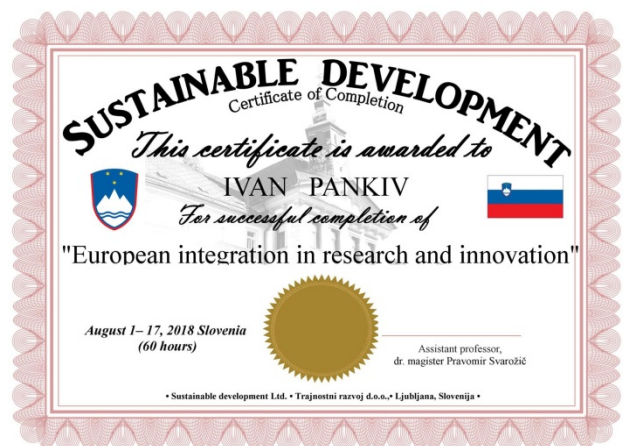 SUSTAINABLE DEVELOPMENT
Certificate of Completion
This certificate is awarded to
IVAN PANKIV
For successful completion of
"European integration in research and innovation"
August 1– 17, 2018 Slovenia
(60 hours)
Assistant professor,
dr. magister Pravomir Svarožič
• Sustainable development Ltd. • Trajnostni razvoj d.o.o.,• Ljubljana, Slovenija •